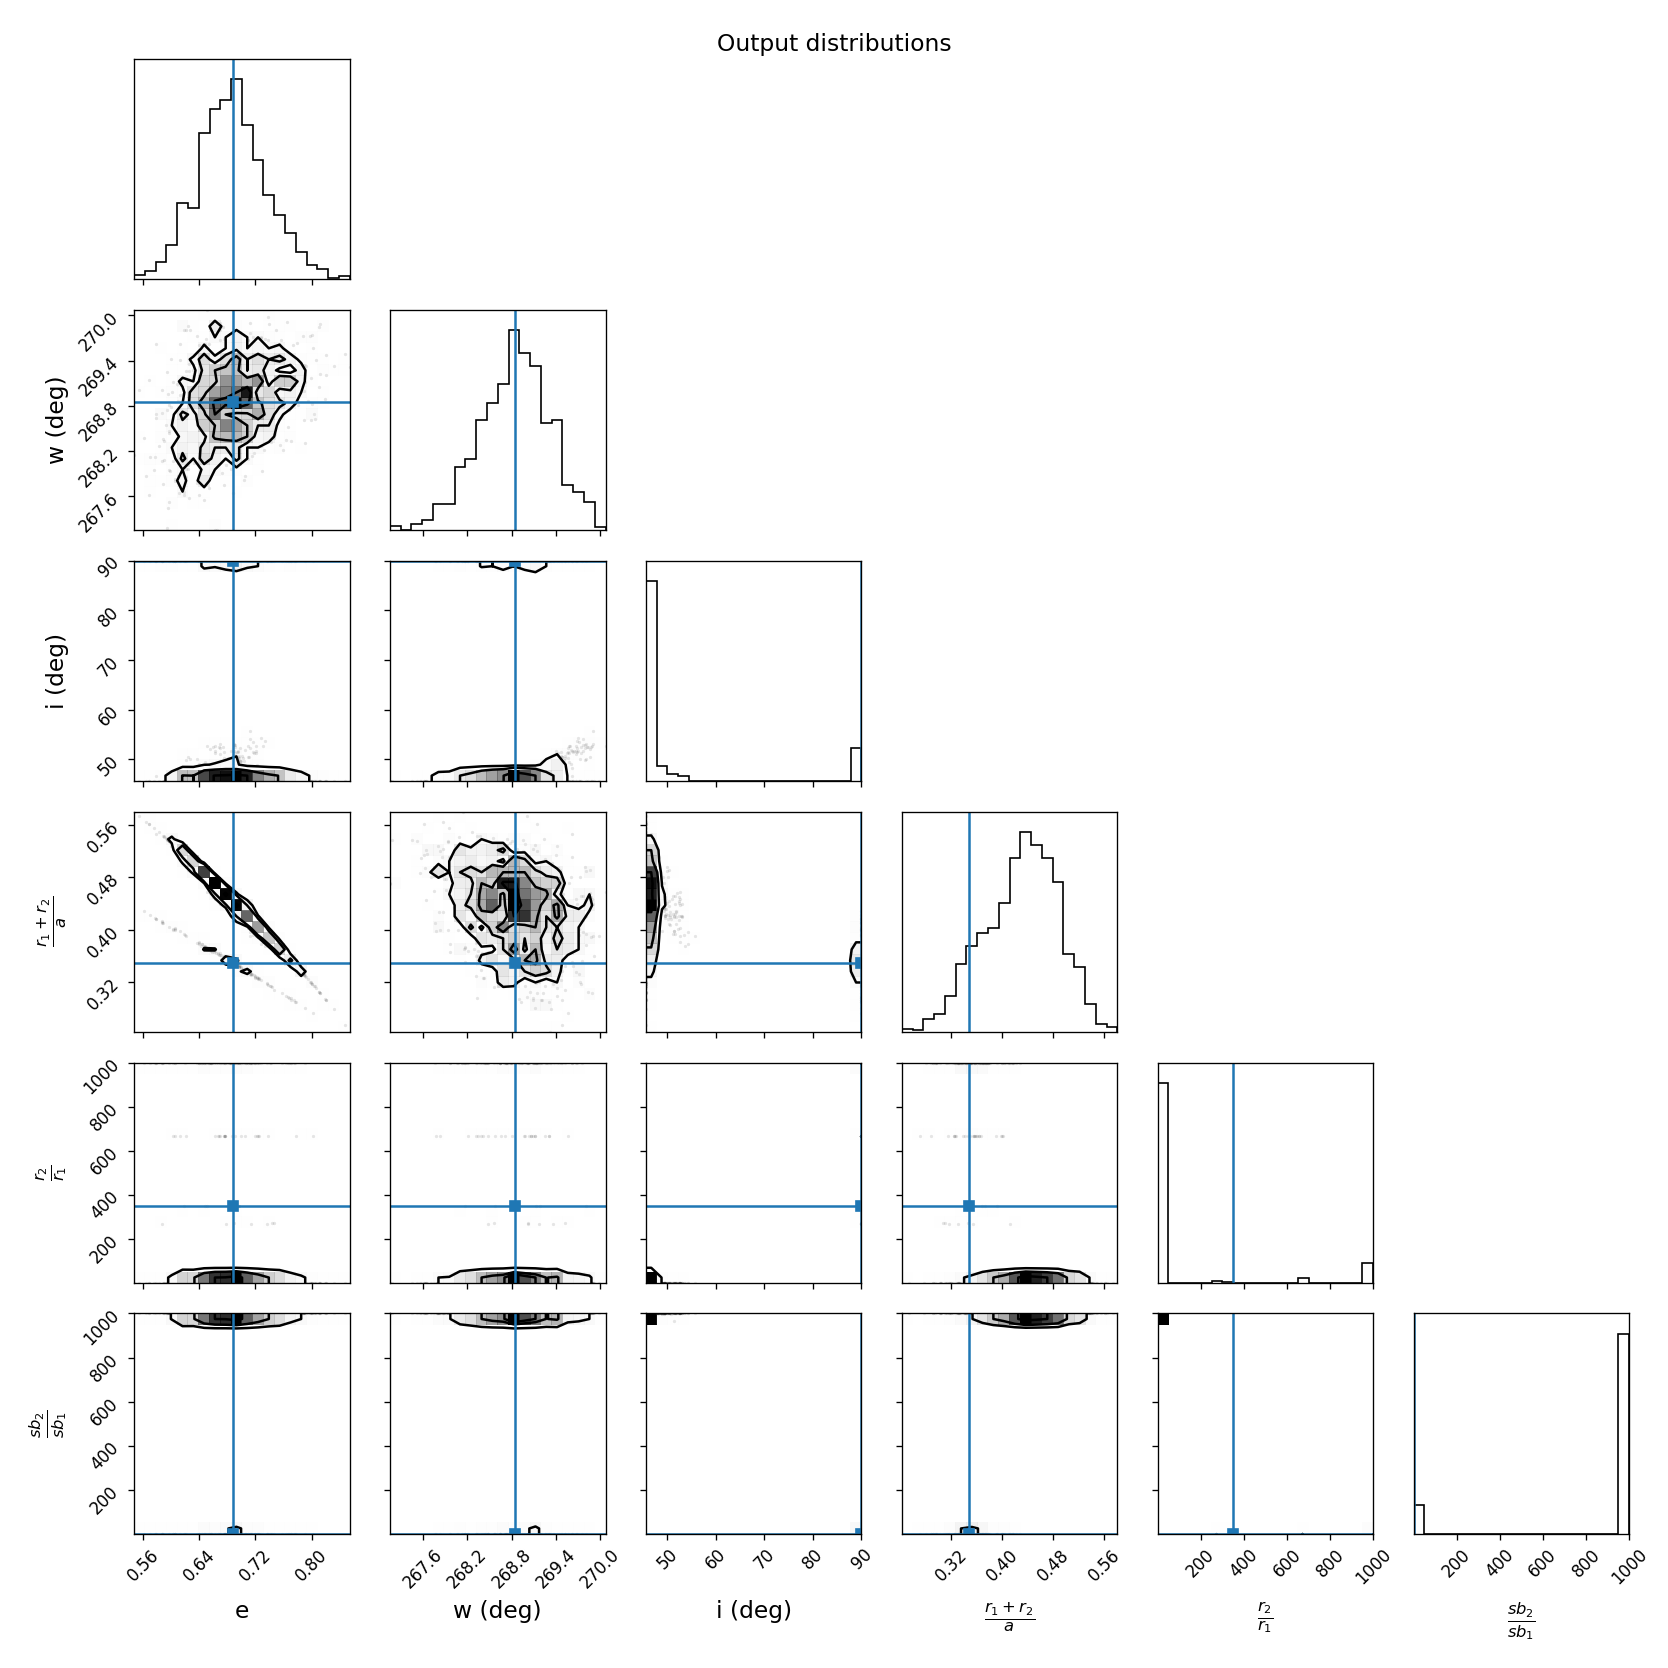 Output distributions
w (deg)
270.0
269.4
268.8
268.2
267.6
i (deg)
90
80
70
60
50
r₁ + r₂
a
0.56
0.48
0.40
0.32
r₂
r₁
1000
800
600
400
200
sb₂
sb₁
1000
800
600
400
200
0.56 0.64 0.72 0.80 267.6 268.2 268.8 269.4 270.0 50 60 70 80 90 0.32 0.40 0.48 0.56 200 400 600 800 1000 200 400 600 800 1000
e w (deg) i (deg) r₁ + r₂ r₂ sb₂
a r₁ sb₁